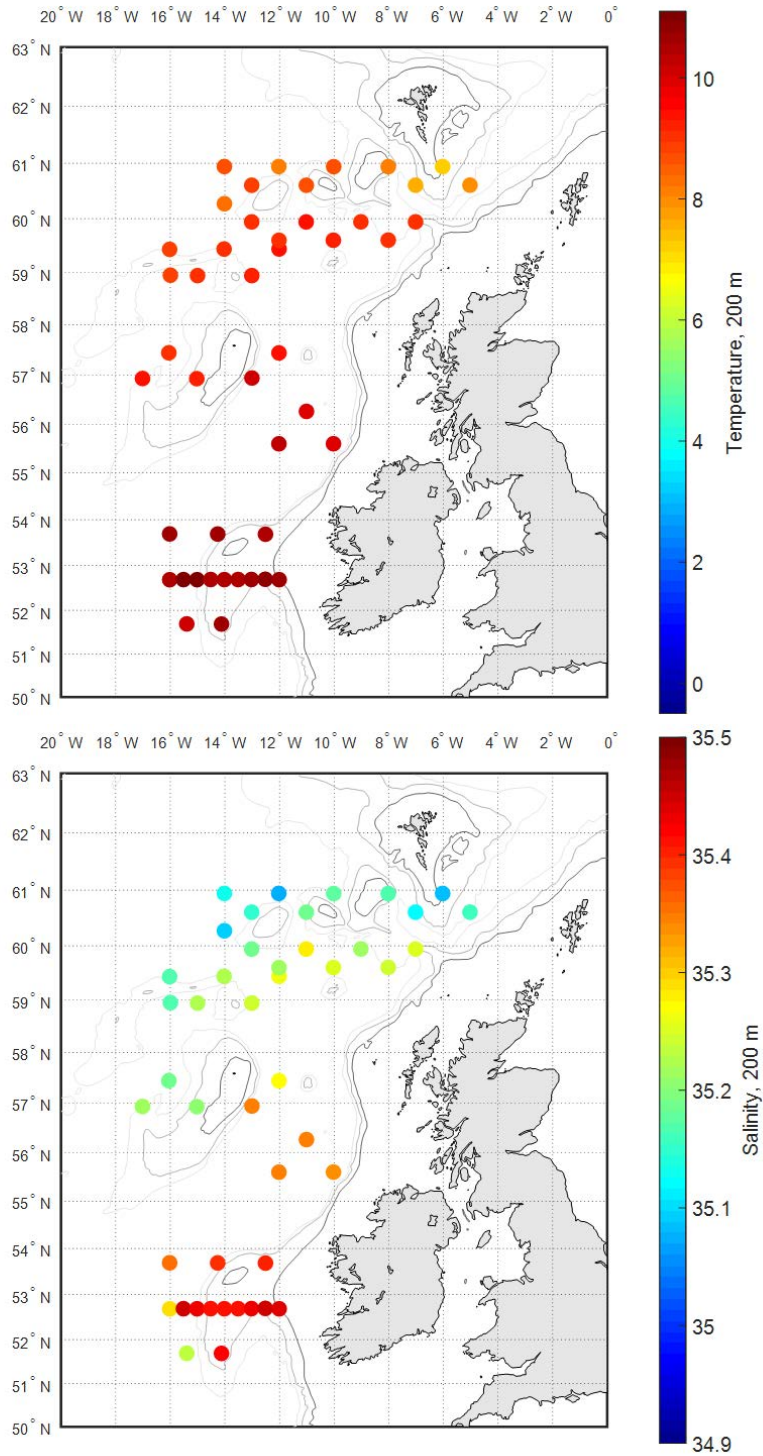 20° W 18° W 16° W 14° W 12° W 10° W 8° W 6° W 4° W 2° W 0°
63° N
62° N
61° N
60° N
59° N
58° N
57° N
56° N
55° N
54° N
53° N
52° N
51° N
50° N
10
8
6
4
2
0
Temperature, 200 m
20° W 18° W 16° W 14° W 12° W 10° W 8° W 6° W 4° W 2° W 0°
63° N
62° N
61° N
60° N
59° N
58° N
57° N
56° N
55° N
54° N
53° N
52° N
51° N
50° N
35.5
35.4
35.3
35.2
35.1
35
34.9
Salinity, 200 m